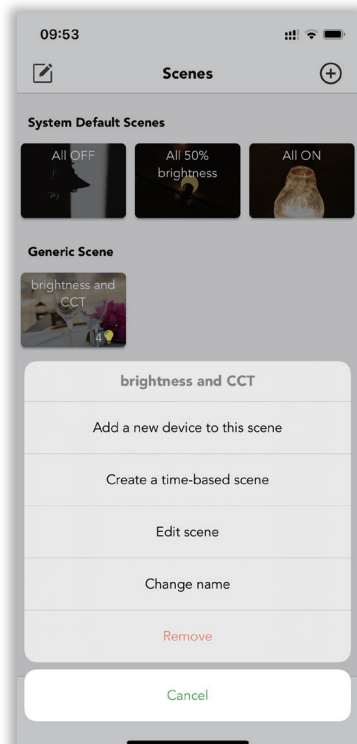 09:53
Scenes
System Default Scenes
All OFF
All 50%
brightness
All ON
Generic Scene
brightness and
CCT
4
brightness and CCT
Add a new device to this scene
Create a time-based scene
Edit scene
Change name
Remove
Cancel